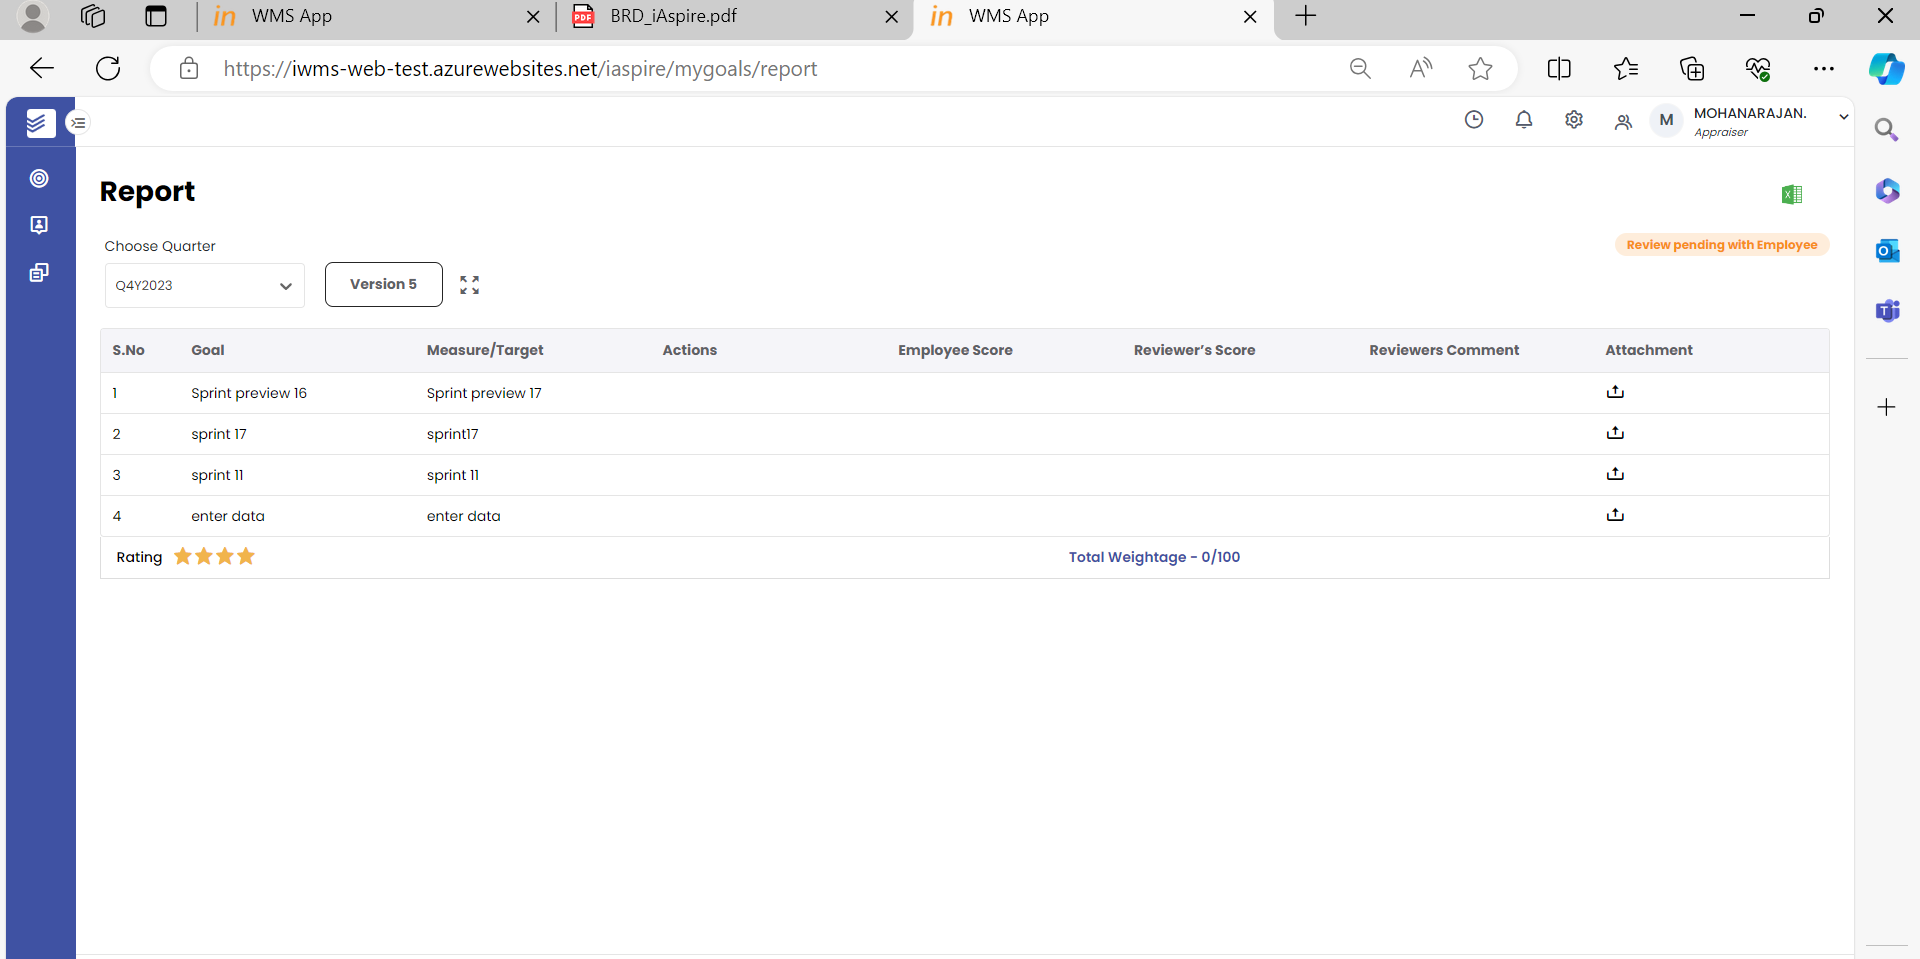 in WMS App
PDF BRD_iAspire.pdf
in WMS App
https://iwms-web-test.azurewebsites.net/iaspire/mygoals/report
M MOHANARAJAN.
Appraiser
Report
Choose Quarter
Review pending with Employee
Q4Y2023 Version 5
S.No Goal Measure/Target Actions Employee Score Reviewer’s Score Reviewers Comment Attachment
1 Sprint preview 16 Sprint preview 17
2 sprint 17 sprint17
3 sprint 11 sprint 11
4 enter data enter data
Rating Total Weightage - 0/100